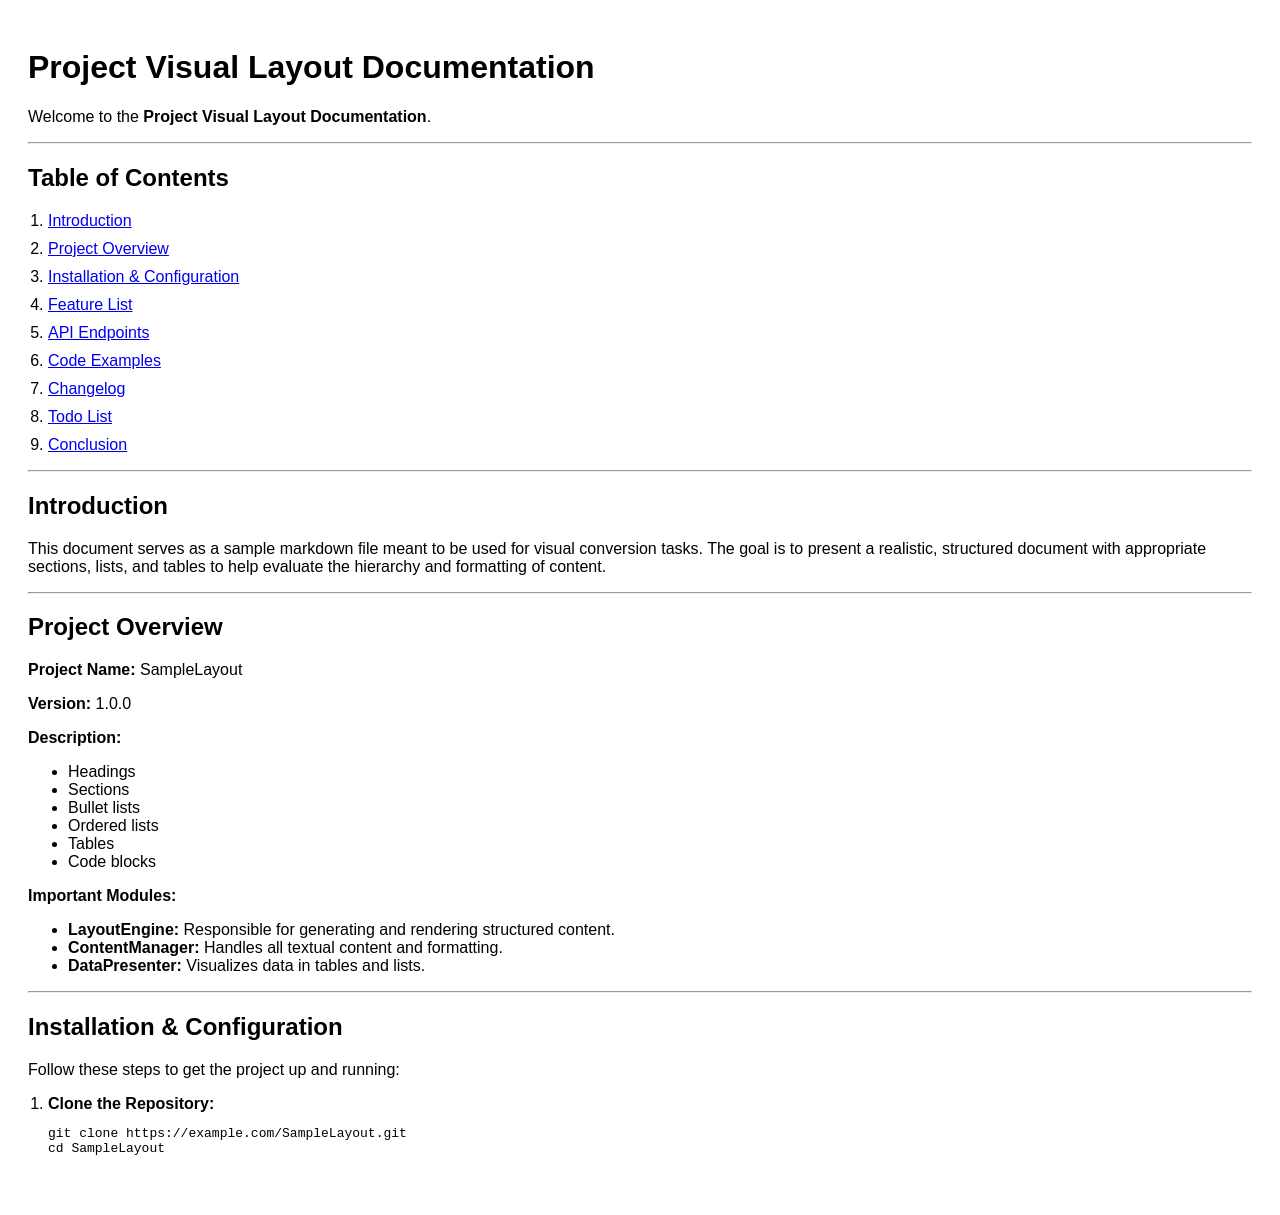 Project Visual Layout Documentation
Welcome to the Project Visual Layout Documentation.
Table of Contents
1. Introduction
2. Project Overview
3. Installation & Configuration
4. Feature List
5. API Endpoints
6. Code Examples
7. Changelog
8. Todo List
9. Conclusion
Introduction
This document serves as a sample markdown file meant to be used for visual conversion tasks. The goal is to present a realistic, structured document with appropriate
sections, lists, and tables to help evaluate the hierarchy and formatting of content.
Project Overview
Project Name: SampleLayout
Version: 1.0.0
Description:
• Headings
• Sections
• Bullet lists
• Ordered lists
• Tables
• Code blocks
Important Modules:
• LayoutEngine: Responsible for generating and rendering structured content.
• ContentManager: Handles all textual content and formatting.
• DataPresenter: Visualizes data in tables and lists.
Installation & Configuration
Follow these steps to get the project up and running:
1. Clone the Repository:
git clone https://example.com/SampleLayout.git
cd SampleLayout